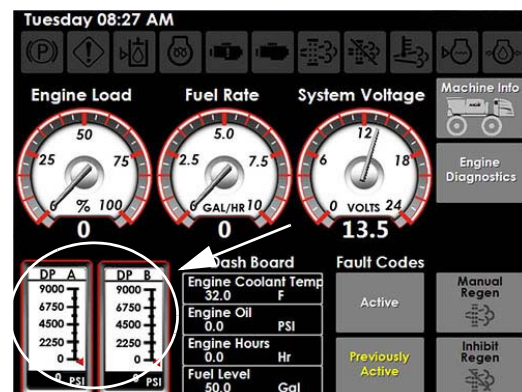 Tuesday 08:27 AM
(P)
Engine Load
50
25 75
0 % 100
0
Fuel Rate
5.0
2.5 7.5
0 GAL/HR 10
0
System Voltage
12
6 18
0 VOLTS 24
13.5
Machine Info
Engine
Diagnostics
DP A
9000
6750
4500
2250
0
0 PSI
DP B
9000
6750
4500
2250
0
0 PSI
Dash Board
Engine Coolant Temp
32.0 F
Engine Oil
0.0 PSI
Engine Hours
0.0 Hr
Fuel Level
50.0 Gal
Fault Codes
Active
Previously
Active
Manual
Regen
Inhibit
Regen